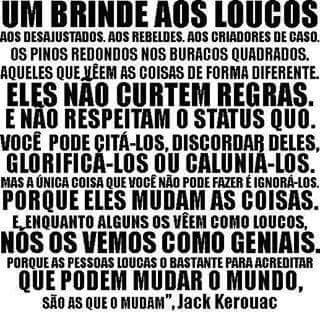 UM BRINDE AOS LOUCOS
AOS DESAJUSTADOS. AOS REBELDES. AOS CRIADORES DE CASO.
OS PINOS REDONDOS NOS BURACOS QUADRADOS.
AQUELES QUE VÊEM AS COISAS DE FORMA DIFERENTE.
ELES NÃO CURTEM REGRAS.
E NÃO RESPEITAM O STATUS QUO.
VOCÊ PODE CITÁ-LOS, DISCORDAR DELES,
GLORIFICÁ-LOS OU CALUNIÁ-LOS.
MAS A ÚNICA COISA QUE VOCÊ NÃO PODE FAZER É IGNORÁ-LOS.
PORQUE ELES MUDAM AS COISAS.
E, ENQUANTO ALGUNS OS VÊEM COMO LOUCOS,
NÓS OS VEMOS COMO GENIAIS.
PORQUE AS PESSOAS LOUCAS O BASTANTE PARA ACREDITAR
QUE PODEM MUDAR O MUNDO,
SÃO AS QUE O MUDAM”, Jack Kerouac